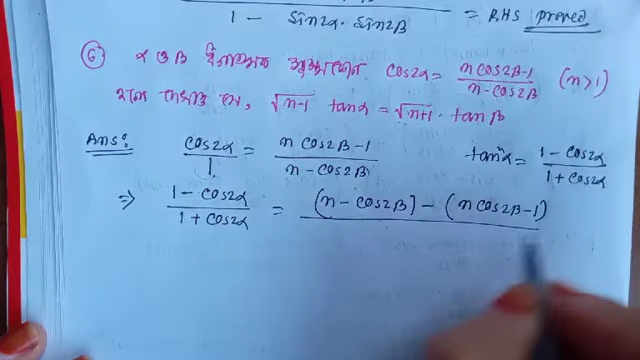 1 - sin2α. sin2β = RHS proved
6 α ও β ধনাত্মক সূক্ষ্মকোণ cos2α = n cos2β-1 / n - cos2β (n>1)
হলে দেখাও যে, √n-1 tanα = √n+1. tanβ
Ans: cos2α / 1 = n cos2β - 1 / n - cos2β tan²α = 1 - cos2α / 1 + cos2α
⇒ 1 - cos2α / 1 + cos2α = (n - cos2β) - (n cos2β - 1)